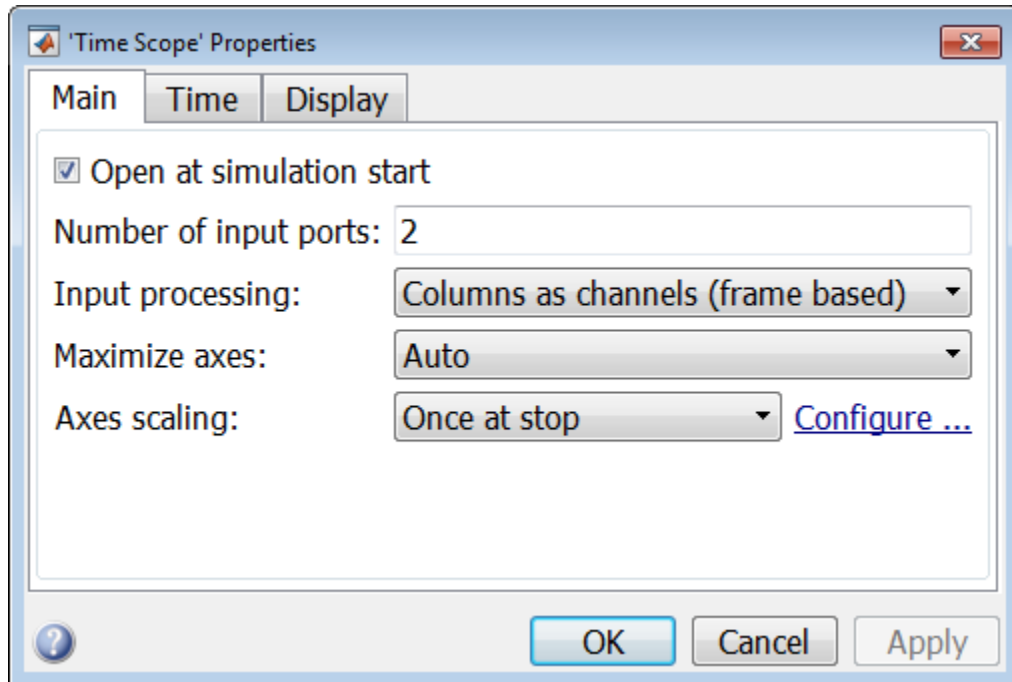 'Time Scope' Properties
Main Time Display
Open at simulation start
Number of input ports: 2
Input processing: Columns as channels (frame based)
Maximize axes: Auto
Axes scaling: Once at stop Configure ...
? OK Cancel Apply